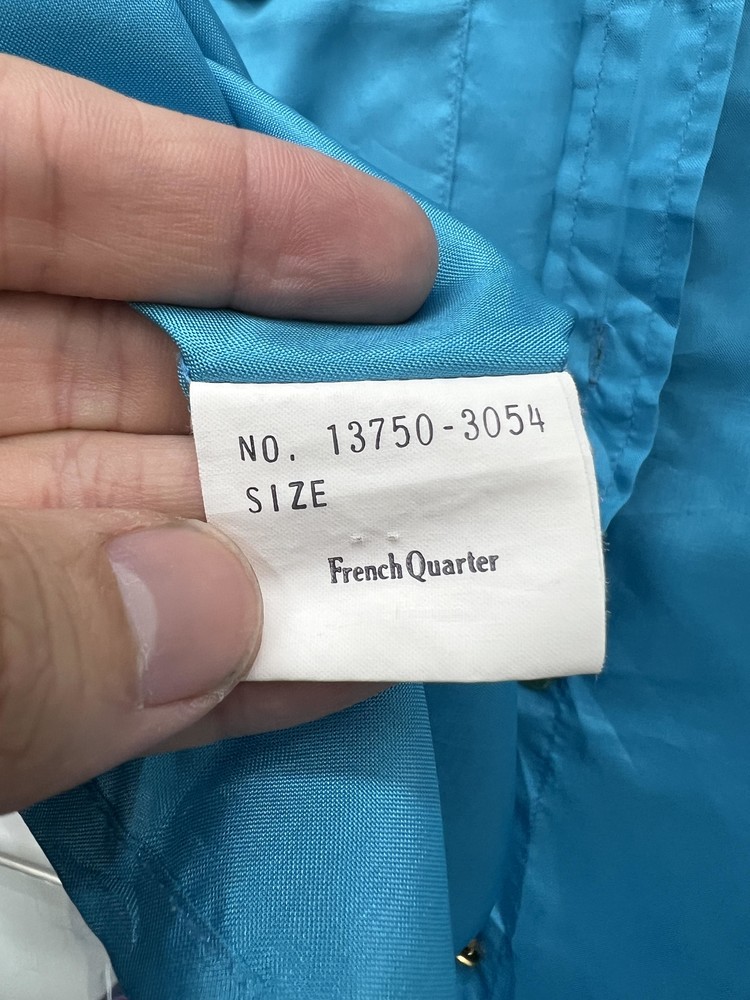 NO. 13750-3054
SIZE
French Quarter